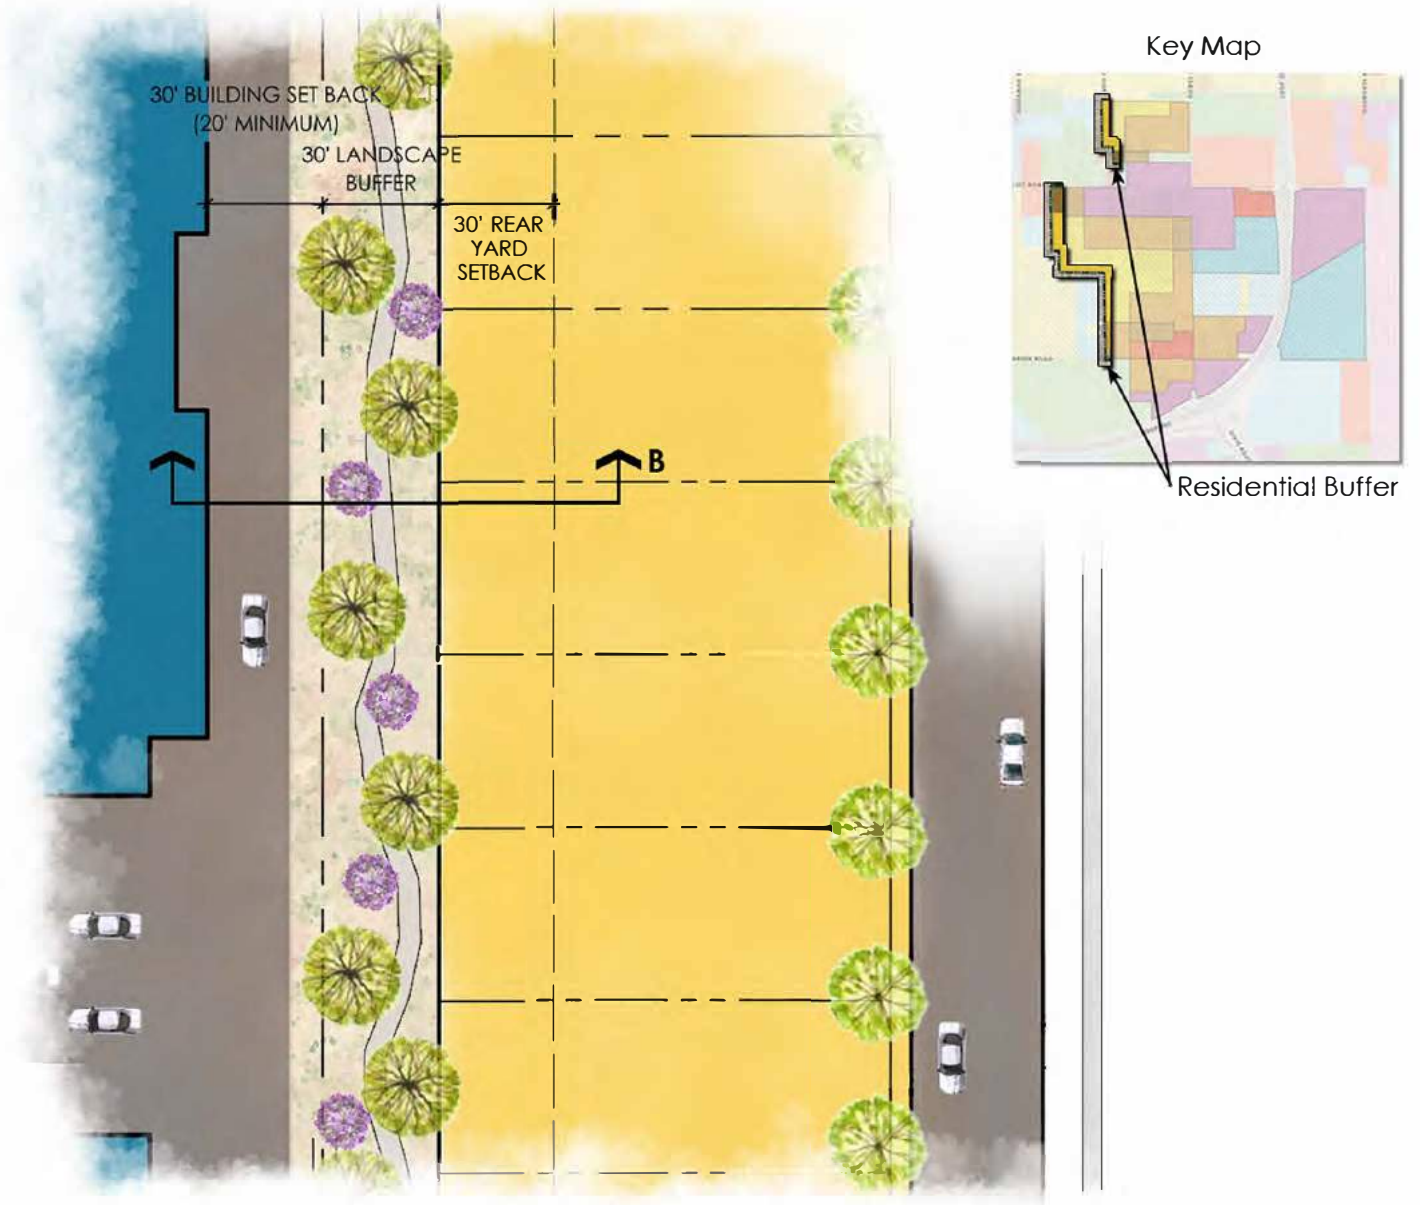 Key Map
30' BUILDING SET BACK
(20' MINIMUM)
30' LANDSCAPE
BUFFER
30' REAR
YARD
SETBACK
B
Residential Buffer